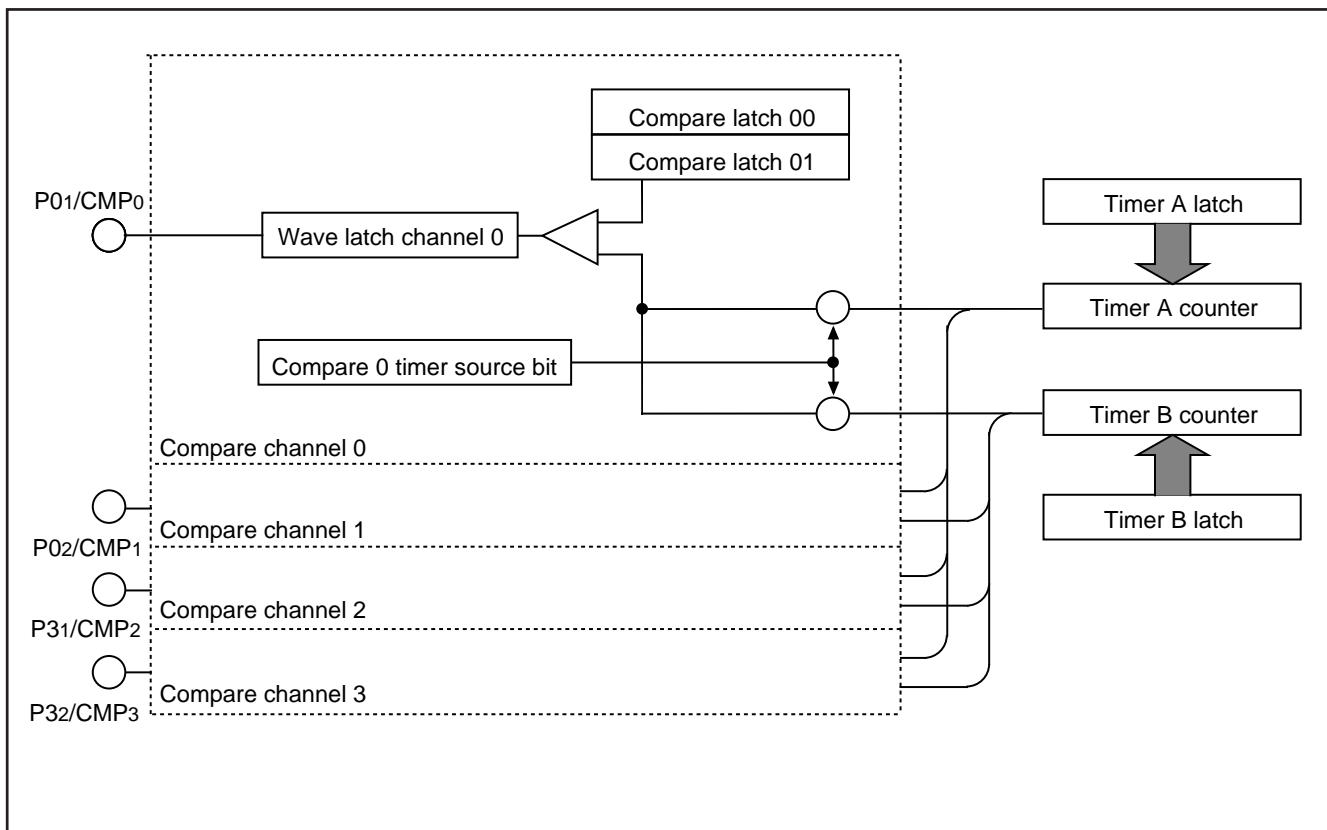 Compare latch 00
Compare latch 01
P01/CMP0
Wave latch channel 0
Timer A latch
Timer A counter
Compare 0 timer source bit
Timer B counter
Compare channel 0
Timer B latch
Compare channel 1
P02/CMP1
Compare channel 2
P31/CMP2
Compare channel 3
P32/CMP3